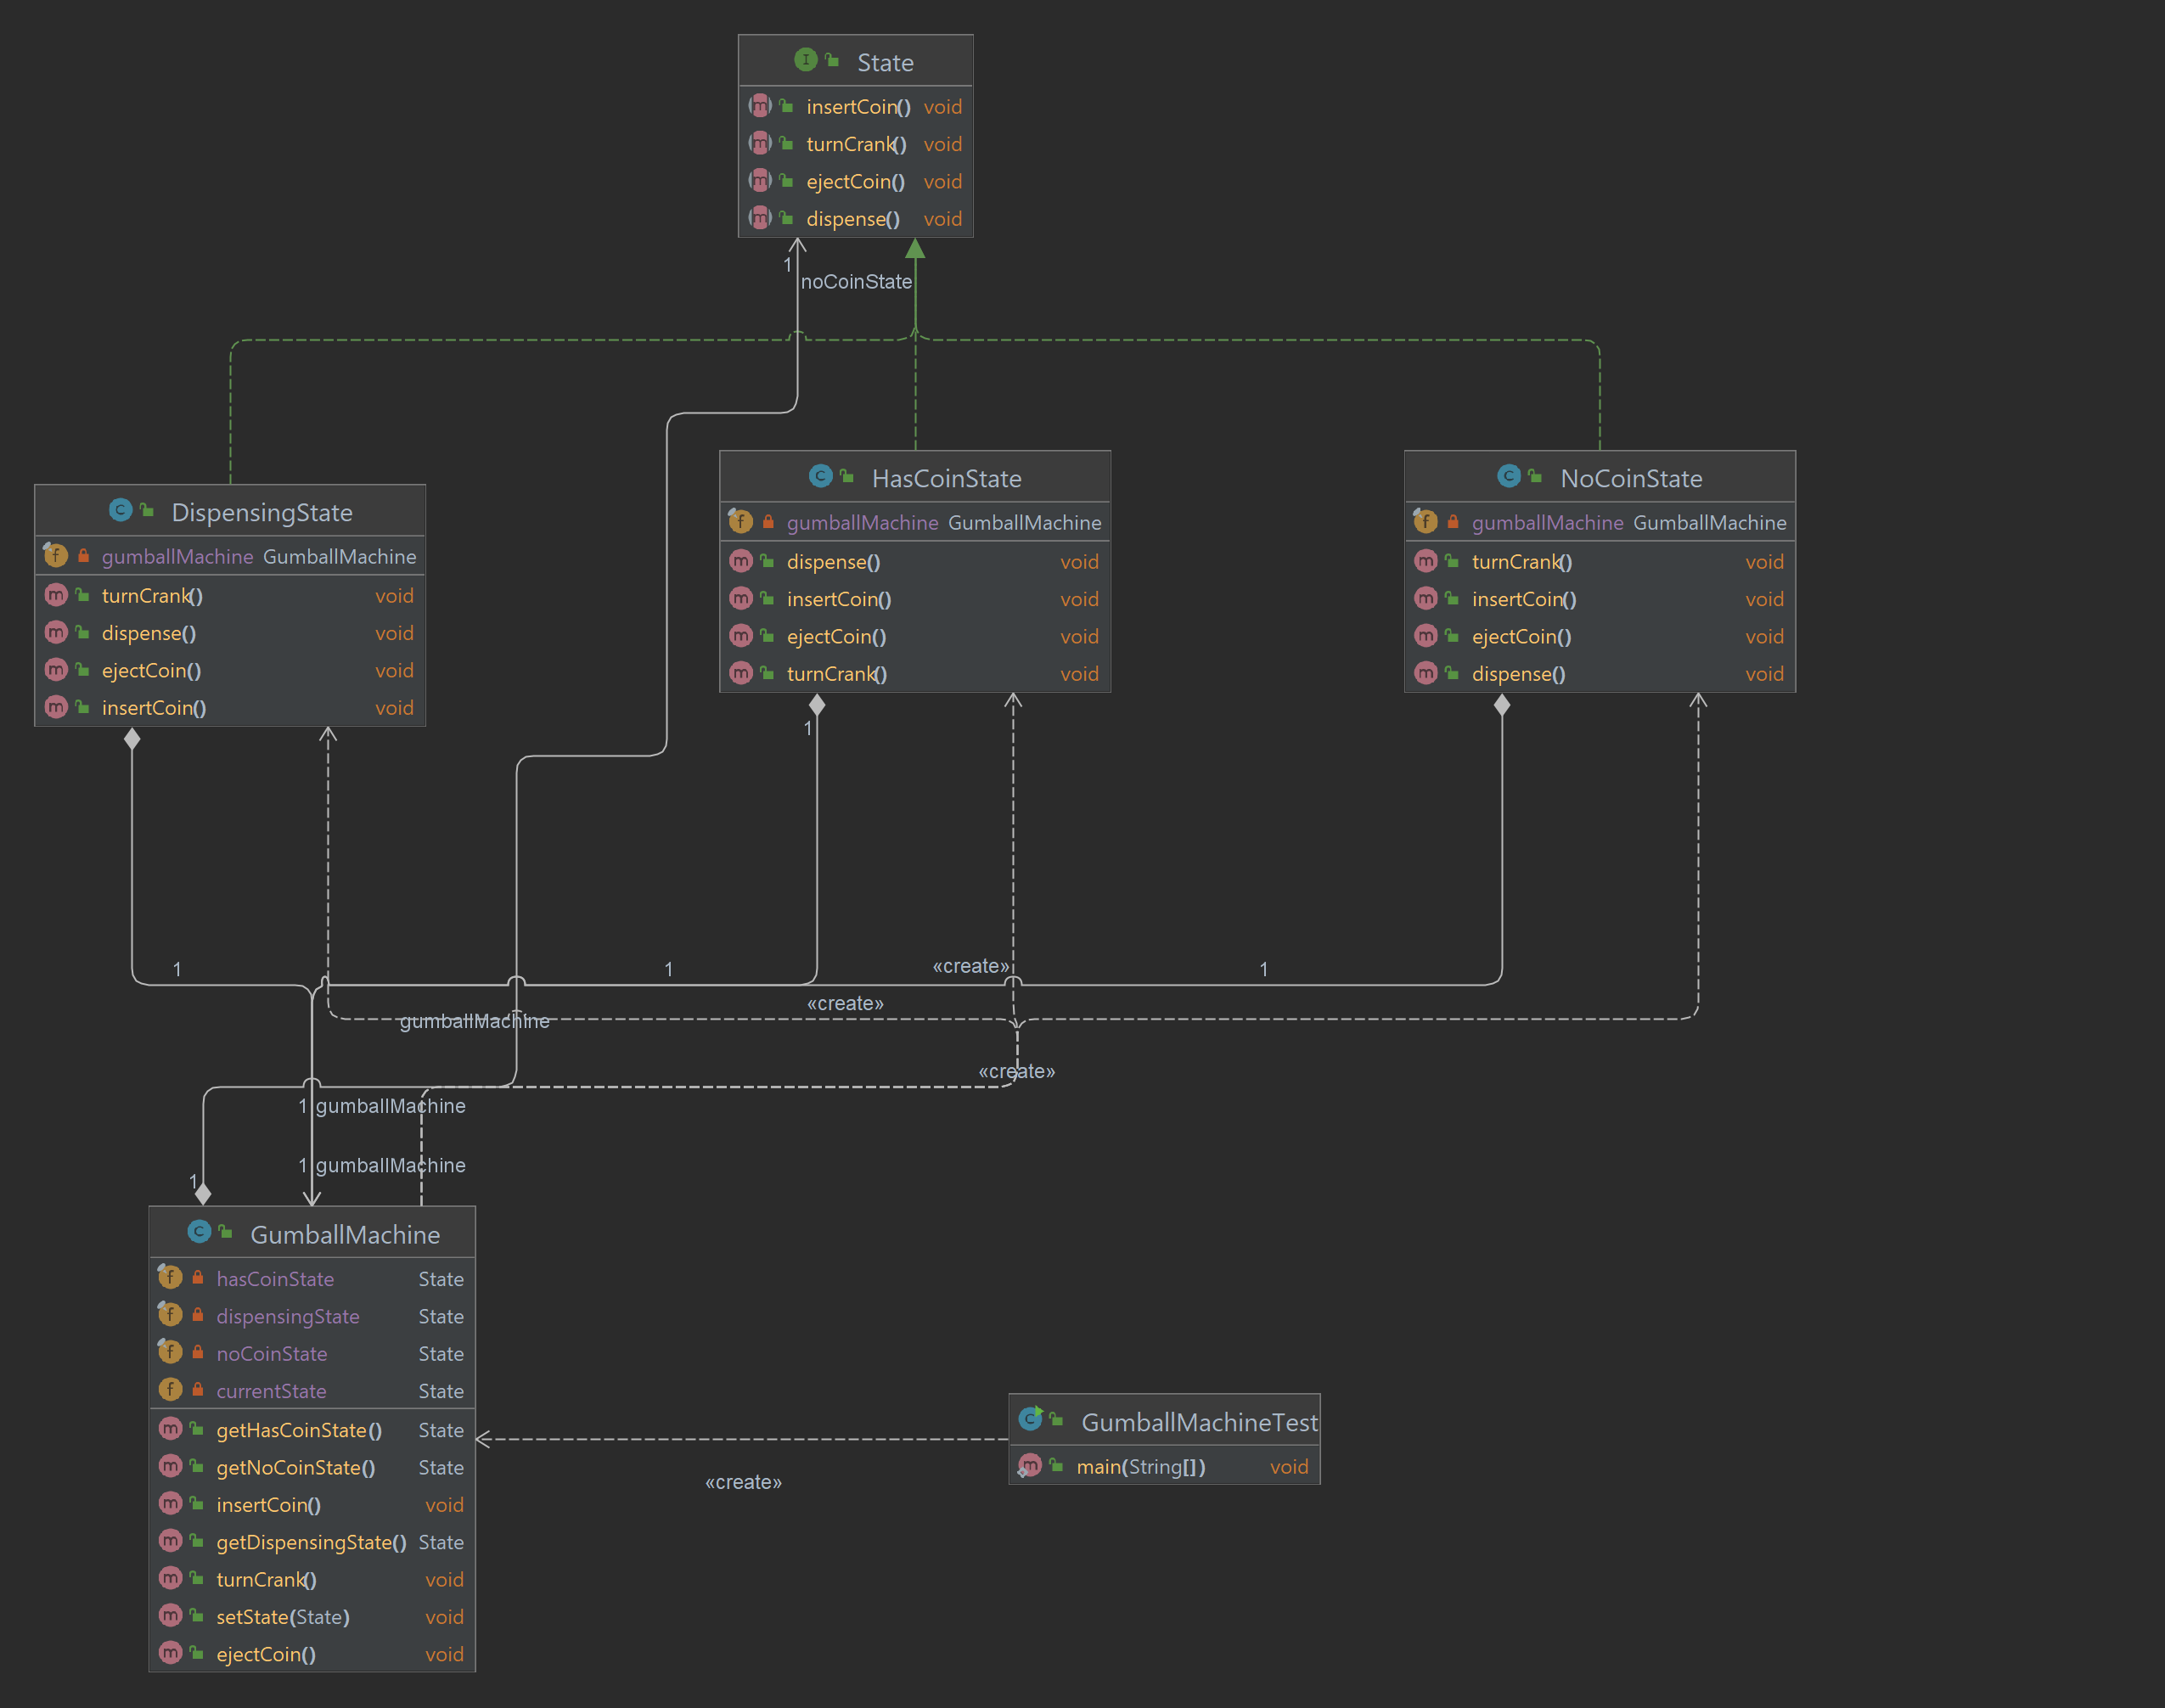 State
insertCoin() void
turnCrank() void
ejectCoin() void
dispense() void
1
noCoinState
DispensingState
gumballMachine GumballMachine
turnCrank() void
dispense() void
ejectCoin() void
insertCoin() void
HasCoinState
gumballMachine GumballMachine
dispense() void
insertCoin() void
ejectCoin() void
turnCrank() void
NoCoinState
gumballMachine GumballMachine
turnCrank() void
insertCoin() void
ejectCoin() void
dispense() void
1
1
1
«create»
1
«create»
gumballMachine
«create»
1 gumballMachine
1 gumballMachine
1
GumballMachine
hasCoinState State
dispensingState State
noCoinState State
currentState State
getHasCoinState() State
getNoCoinState() State
insertCoin() void
getDispensingState() State
turnCrank() void
setState(State) void
ejectCoin() void
«create»
GumballMachineTest
main(String[]) void